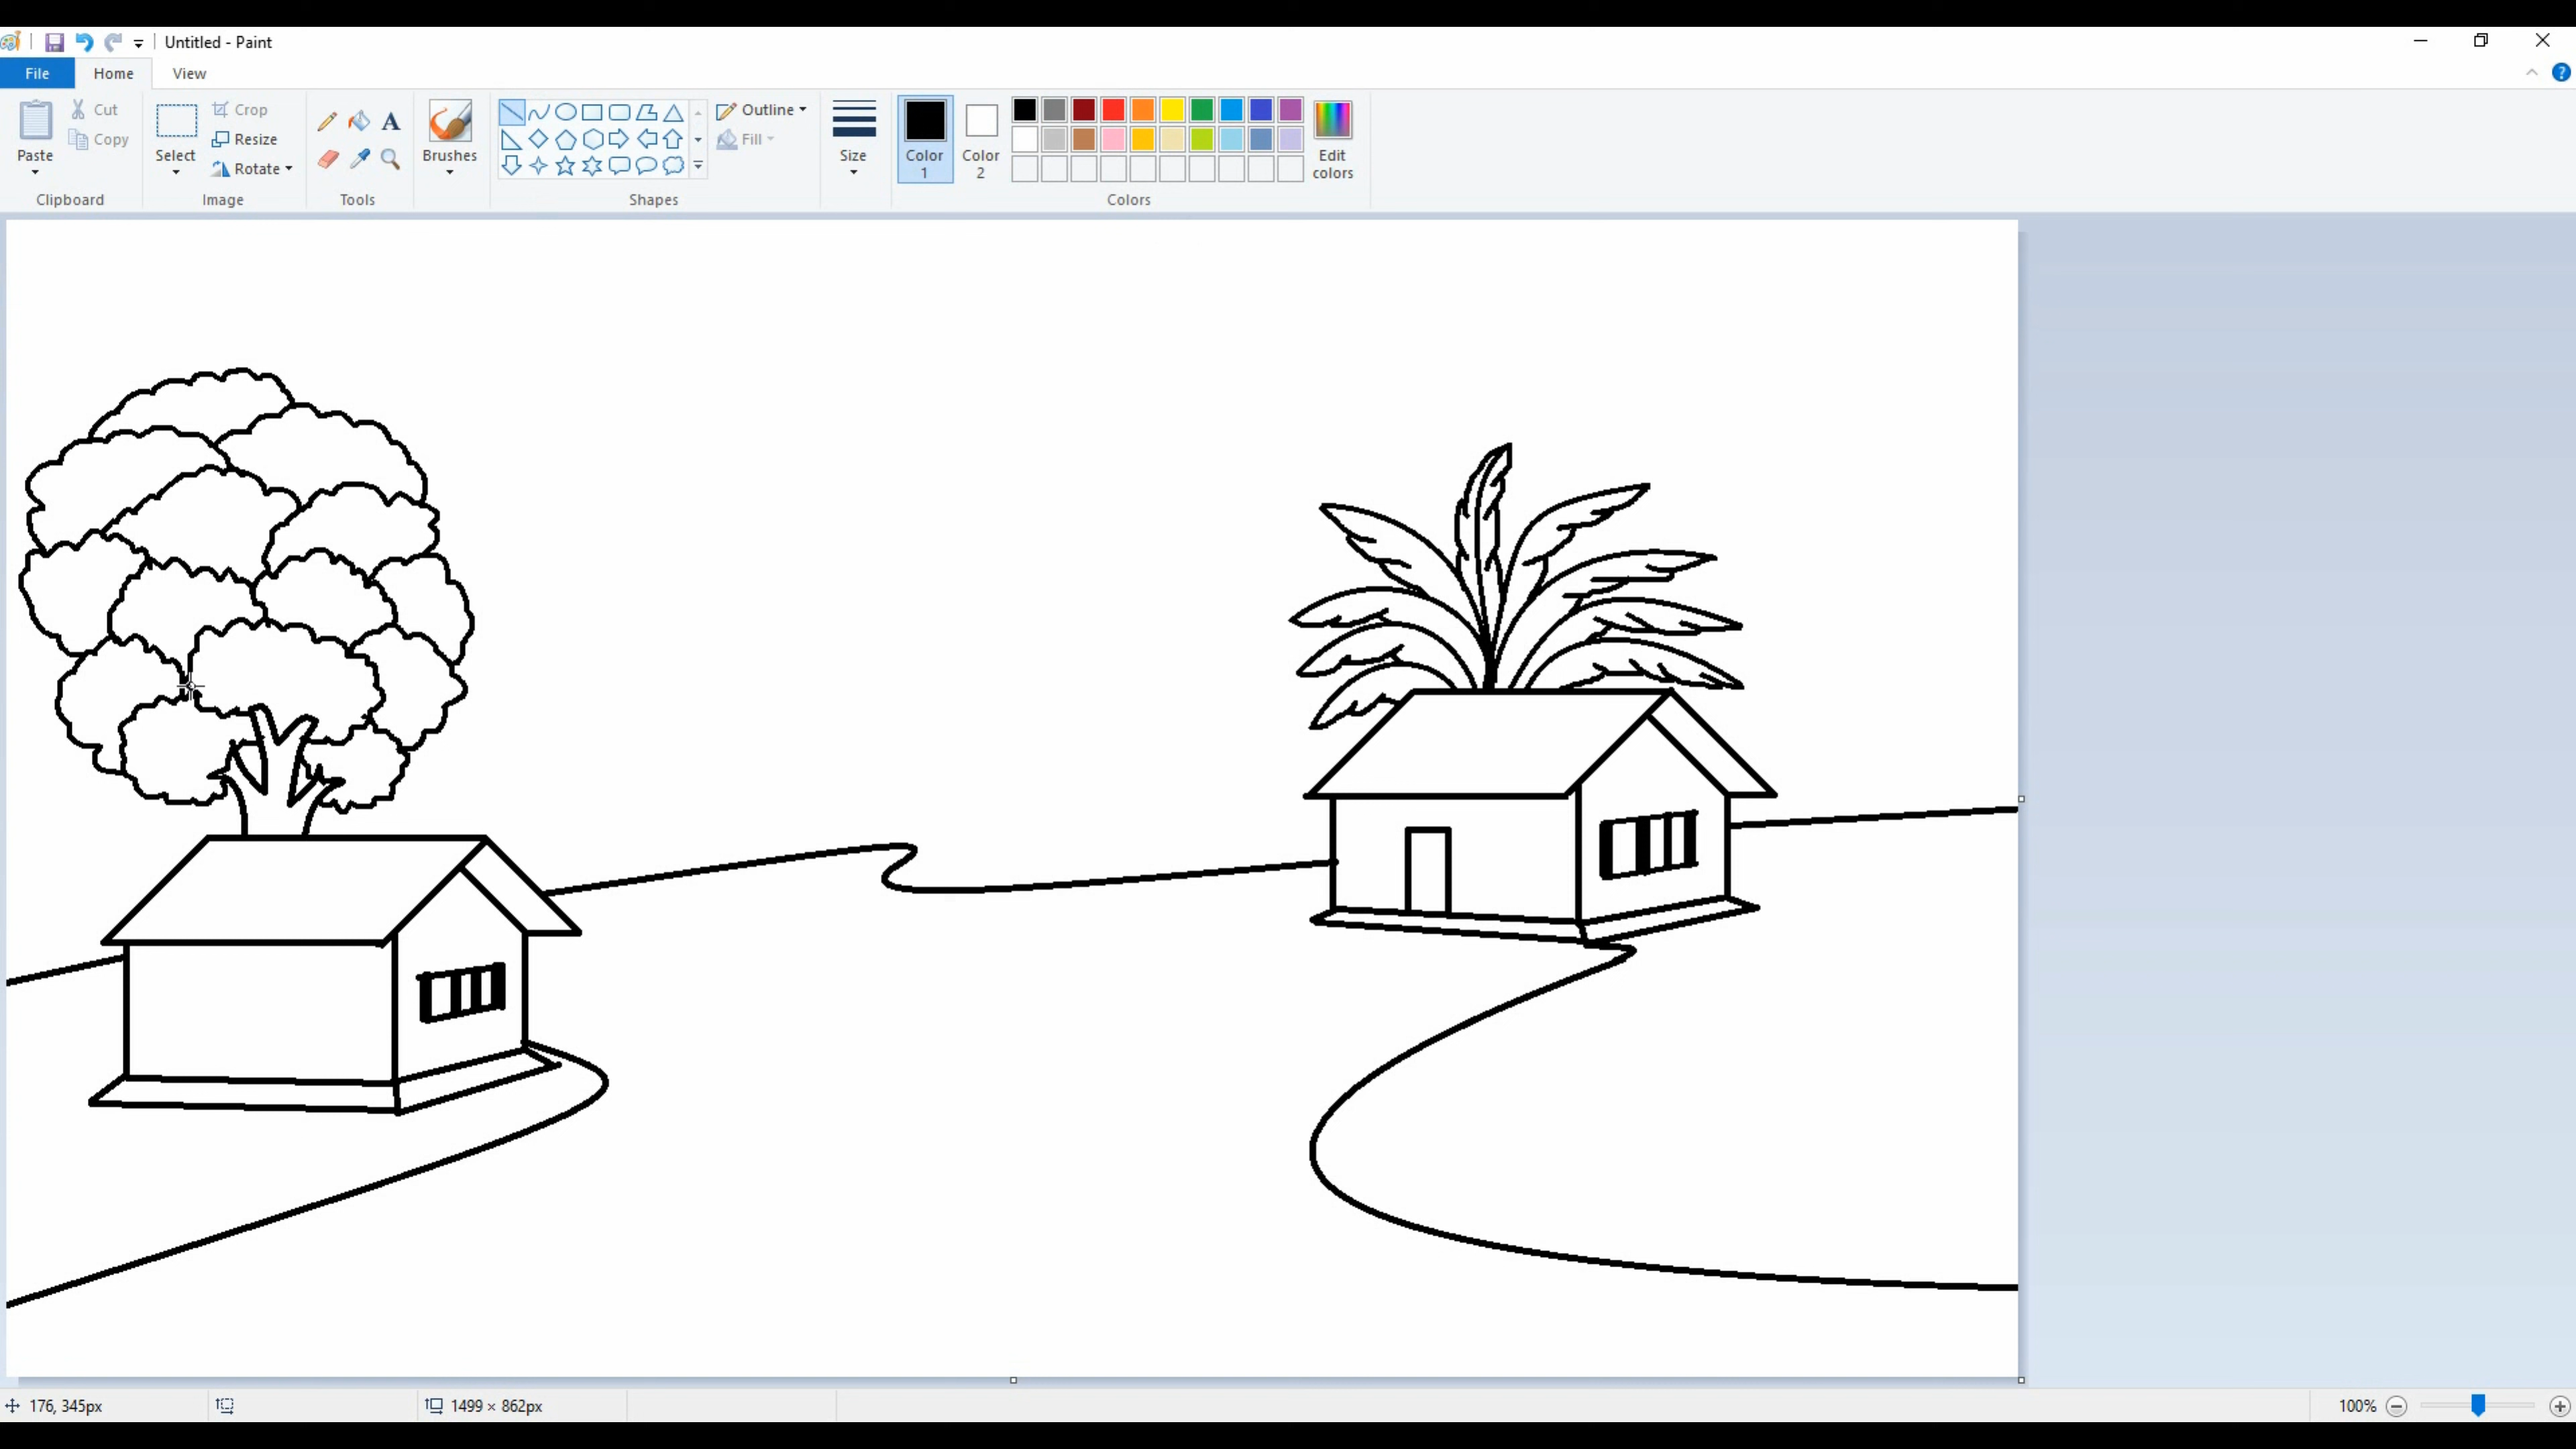 Untitled - Paint
File Home View
Paste
Cut
Copy
Clipboard
Select
Crop
Resize
Rotate
Image
A
Tools
Brushes
Outline
Fill
Shapes
Size
Color 1
Color 2
Edit colors
Colors
176, 345px
1499 × 862px
100%